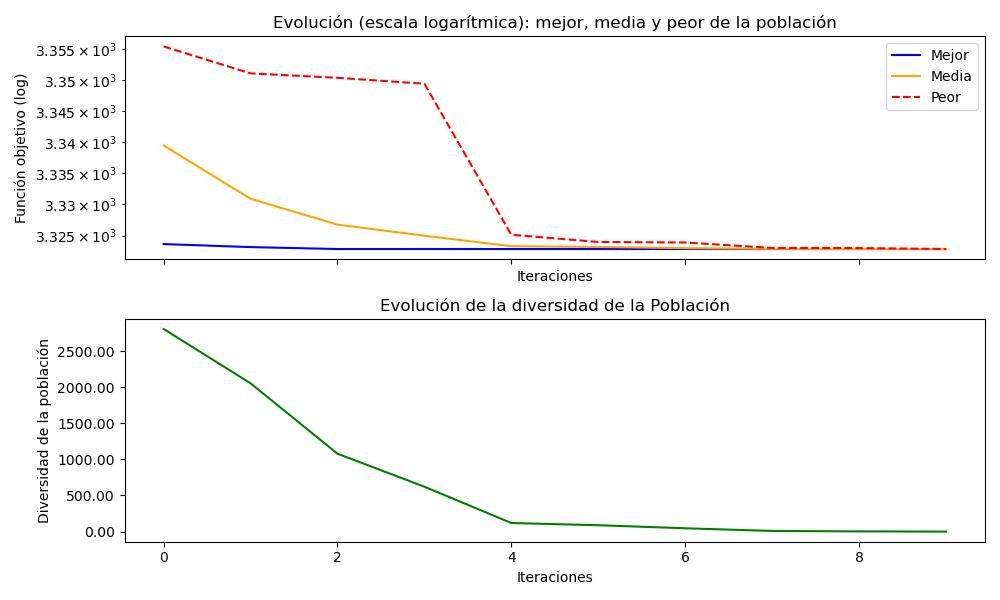 Evolución (escala logarítmica): mejor, media y peor de la población
Función objetivo (log)
3.355 × 10³
3.35 × 10³
3.345 × 10³
3.34 × 10³
3.335 × 10³
3.33 × 10³
3.325 × 10³
Mejor
Media
Peor
Iteraciones
Evolución de la diversidad de la Población
Diversidad de la población
2500.00
2000.00
1500.00
1000.00
500.00
0.00
0 2 4 6 8
Iteraciones